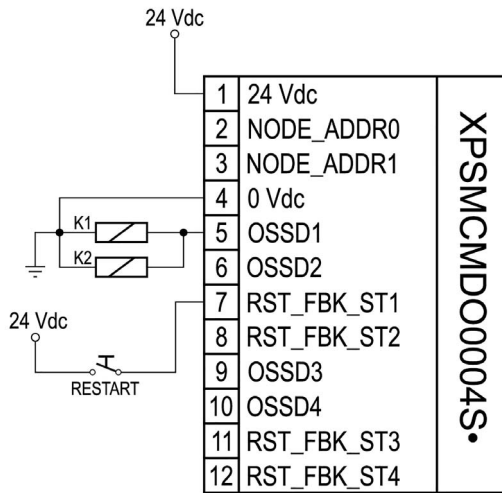 24 Vdc
1 24 Vdc
2 NODE_ADDR0
3 NODE_ADDR1
4 0 Vdc
K1
5 OSSD1
K2
6 OSSD2
7 RST_FBK_ST1
24 Vdc
8 RST_FBK_ST2
RESTART
9 OSSD3
10 OSSD4
11 RST_FBK_ST3
12 RST_FBK_ST4
XPSMCMDO0004S•